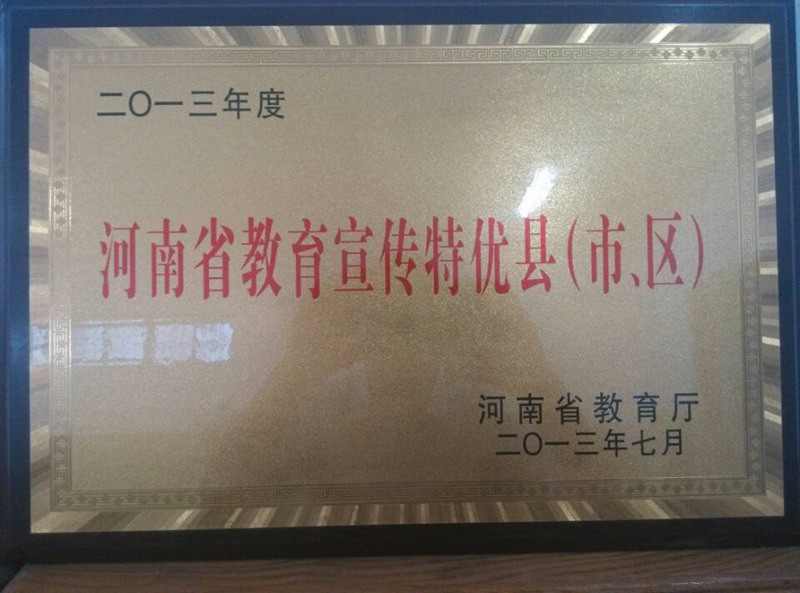 二〇一三年度
河南省教育宣传特优县（市、区）
河南省教育厅
二〇一三年七月